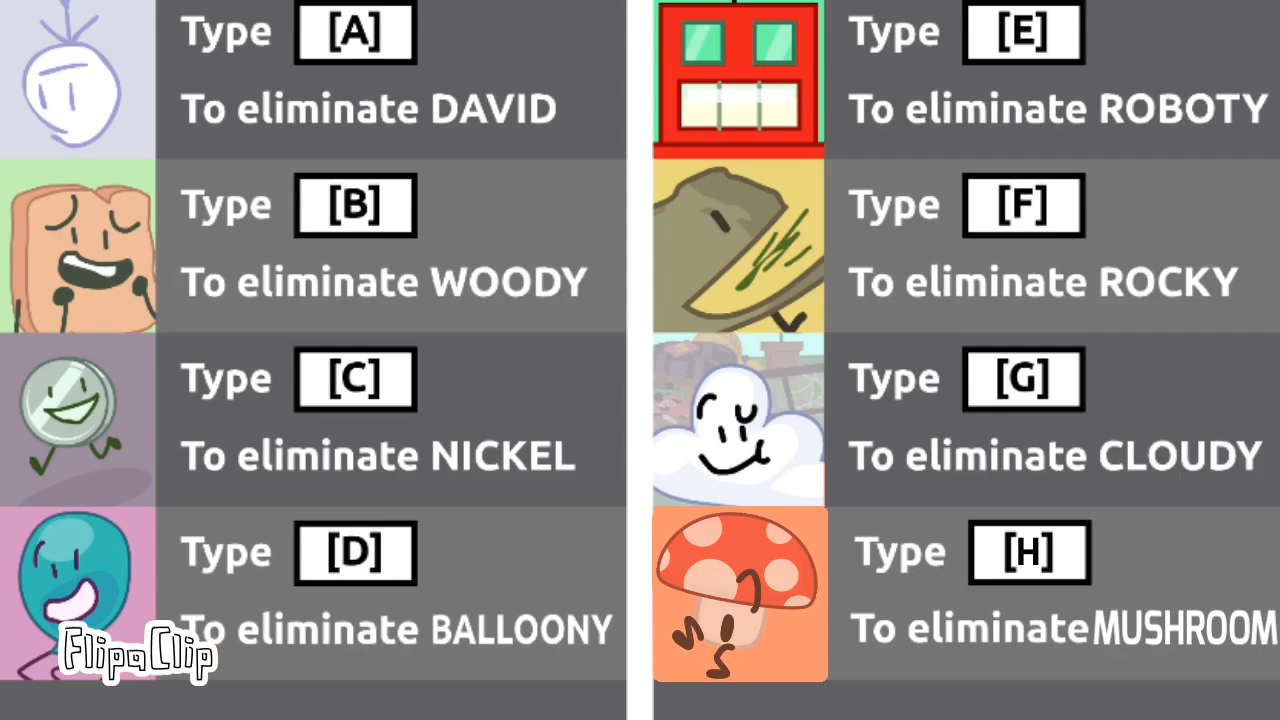 Type [A]
To eliminate DAVID
Type [B]
To eliminate WOODY
Type [C]
To eliminate NICKEL
Type [D]
To eliminate BALLOONY
FlipaClip
Type [E]
To eliminate ROBOTY
Type [F]
To eliminate ROCKY
Type [G]
To eliminate CLOUDY
Type [H]
To eliminate MUSHROOM